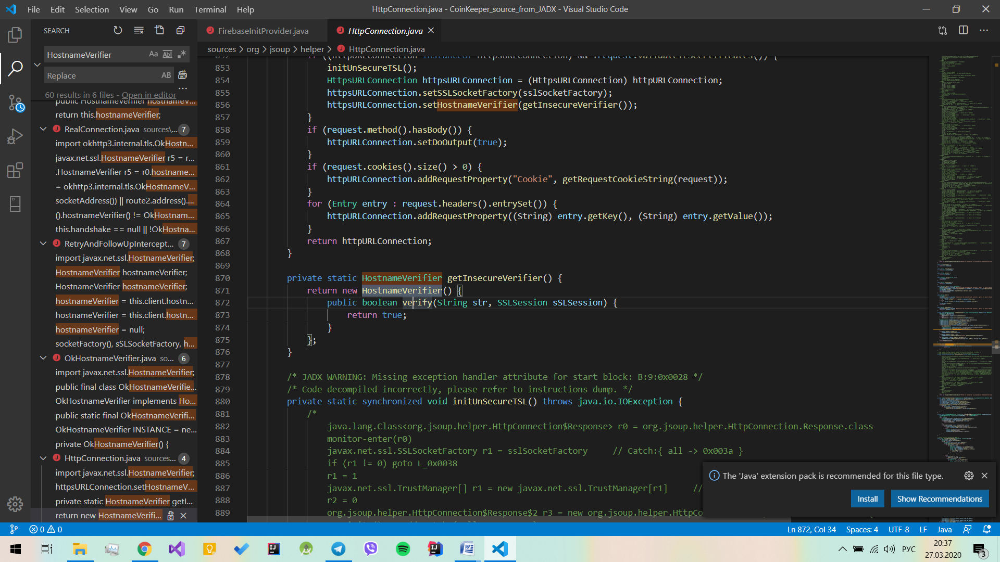 File Edit Selection View Go Run Terminal Help
HttpConnection.java - CoinKeeper_source_from_JADX - Visual Studio Code
SEARCH
HostnameVerifier
Aa Abl .*
Replace
AB
60 results in 6 files - Open in editor
public HostnameVerifier hostnameV...
return this.hostnameVerifier;
RealConnection.java sources\... 7
import okhttp3.internal.tls.OkHostn...
javax.net.ssl.HostnameVerifier r5 = r...
.HostnameVerifier r5 = r0.hostname...
= okhttp3.internal.tls.OkHostnameV...
socketAddress()) || route2.address()....
().hostnameVerifier() != OkHostnam...
this.handshake == null || !OkHostna...
RetryAndFollowUpIntercept... 7
import javax.net.ssl.HostnameVerifier;
HostnameVerifier hostnameVerifier;
HostnameVerifier hostnameVerifier;
hostnameVerifier = this.client.hostn...
hostnameVerifier = this.client.hostn...
hostnameVerifier = null;
socketFactory(), sSLSocketFactory, h...
OkHostnameVerifier.java so... 6
import javax.net.ssl.HostnameVerifier;
public final class OkHostnameVerifie...
OkHostnameVerifier implements Ho...
public static final OkHostnameVerifi...
OkHostnameVerifier INSTANCE = ne...
private OkHostnameVerifier() {
HttpConnection.java sources... 4
import javax.net.ssl.HostnameVerifier;
httpsURLConnection.setHostnameV...
private static HostnameVerifier getI...
return new HostnameVerifi...
FirebaseInitProvider.java
HttpConnection.java
sources > org > jsoup > helper > HttpConnection.java
852 if ((httpURLConnection instanceof HttpsURLConnection) && !request.validateTLSCertificates()) {
853 initUnSecureTSL();
854 HttpsURLConnection httpsURLConnection = (HttpsURLConnection) httpURLConnection;
855 httpsURLConnection.setSSLSocketFactory(sslSocketFactory);
856 httpsURLConnection.setHostnameVerifier(getInsecureVerifier());
857 }
858 if (request.method().hasBody()) {
859 httpURLConnection.setDoOutput(true);
860 }
861 if (request.cookies().size() > 0) {
862 httpURLConnection.addRequestProperty("Cookie", getRequestCookieString(request));
863 }
864 for (Entry entry : request.headers().entrySet()) {
865 httpURLConnection.addRequestProperty((String) entry.getKey(), (String) entry.getValue());
866 }
867 return httpURLConnection;
868 }
869
870 private static HostnameVerifier getInsecureVerifier() {
871 return new HostnameVerifier() {
872 public boolean verify(String str, SSLSession sSLSession) {
873 return true;
874 }
875 };
876 }
877
878 /* JADX WARNING: Missing exception handler attribute for start block: B:9:0x0028 */
879 /* Code decompiled incorrectly, please refer to instructions dump. */
880 private static synchronized void initUnSecureTSL() throws java.io.IOException {
881 /*
882 java.lang.Class<org.jsoup.helper.HttpConnection$Response> r0 = org.jsoup.helper.HttpConnection.Response.class
883 monitor-enter(r0)
884 javax.net.ssl.SSLSocketFactory r1 = sslSocketFactory // Catch:{ all -> 0x003a }
885 if (r1 != 0) goto L_0x0038
886 r1 = 1
887 javax.net.ssl.TrustManager[] r1 = new javax.net.ssl.TrustManager[r1] //
888 r2 = 0
889 org.jsoup.helper.HttpConnection$Response$2 r3 = new org.jsoup.helper.HttpCo
The 'Java' extension pack is recommended for this file type.
Install
Show Recommendations
0 0
Ln 872, Col 34 Spaces: 4 UTF-8 LF Java
РУС
20:37
27.03.2020
3